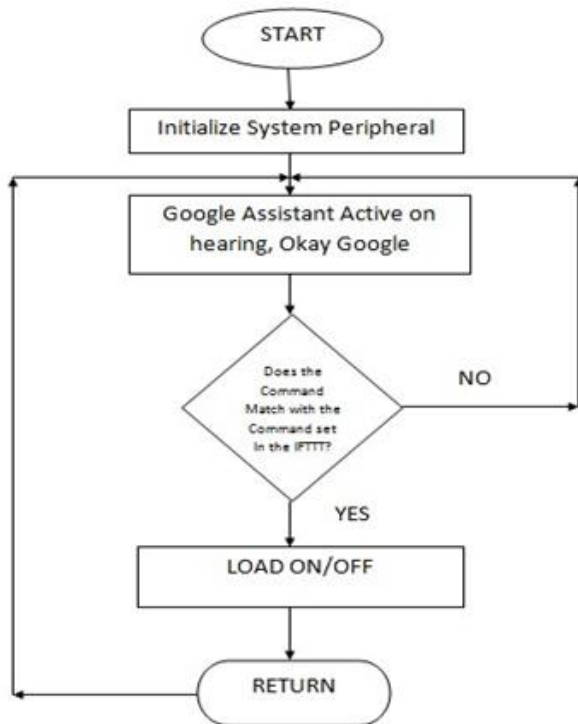 START
Initialize System Peripheral
Google Assistant Active on
hearing, Okay Google
Does the
Command
Match with the
Command set
In the IFTTT?
NO
YES
LOAD ON/OFF
RETURN